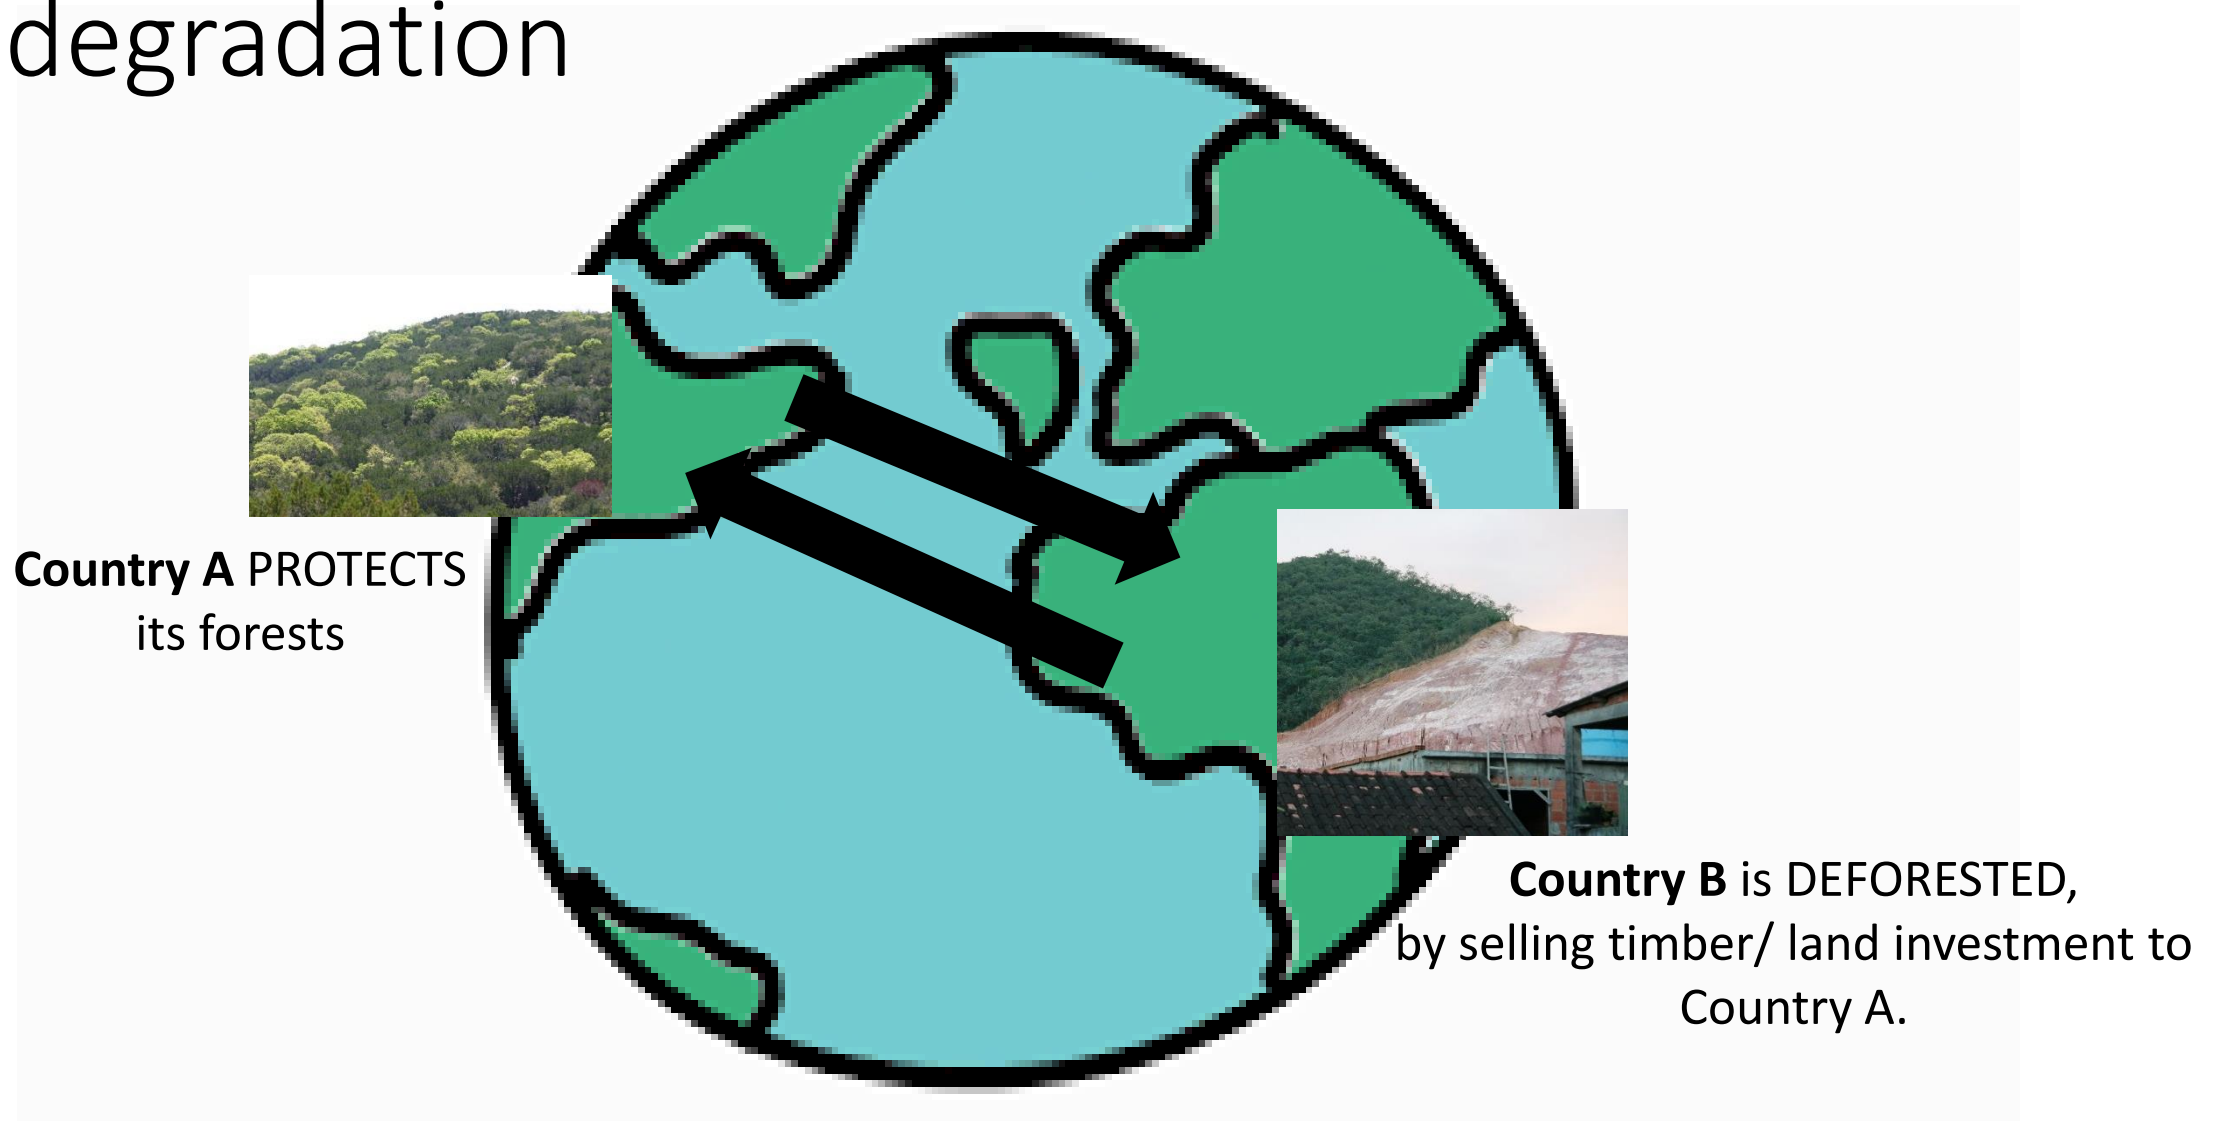 degradation
Country A PROTECTS
its forests
Country B is DEFORESTED,
by selling timber/ land investment to
Country A.